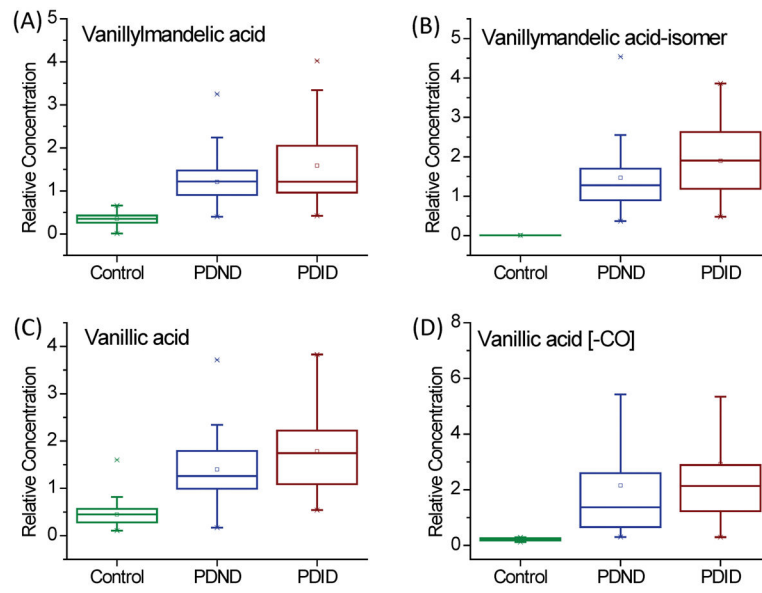 (A)
Vanillylmandelic acid
Relative Concentration
5
4
3
2
1
0
Control PDND PDID
(B)
Vanillymandelic acid-isomer
Relative Concentration
5
4
3
2
1
0
Control PDND PDID
(C)
Vanillic acid
Relative Concentration
4
3
2
1
0
Control PDND PDID
(D)
Vanillic acid [-CO]
Relative Concentration
8
6
4
2
0
Control PDND PDID